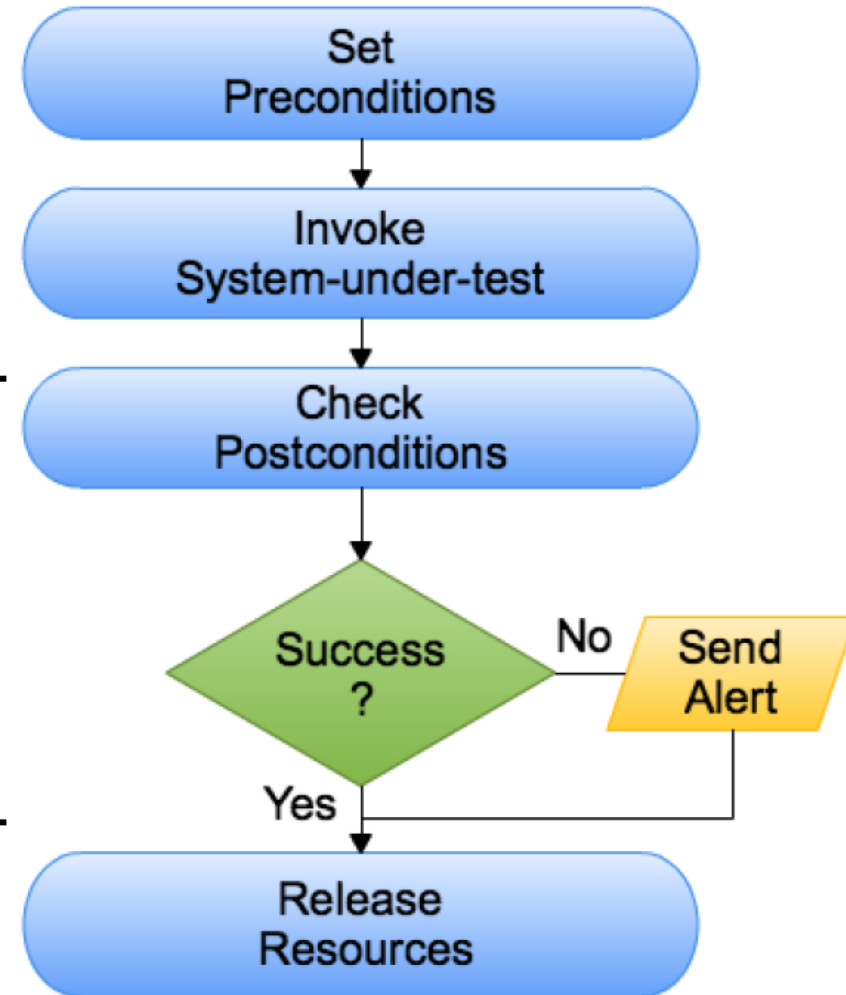 Set
Preconditions
Invoke
System-under-test
Check
Postconditions
Success
?
No
Send
Alert
Yes
Release
Resources